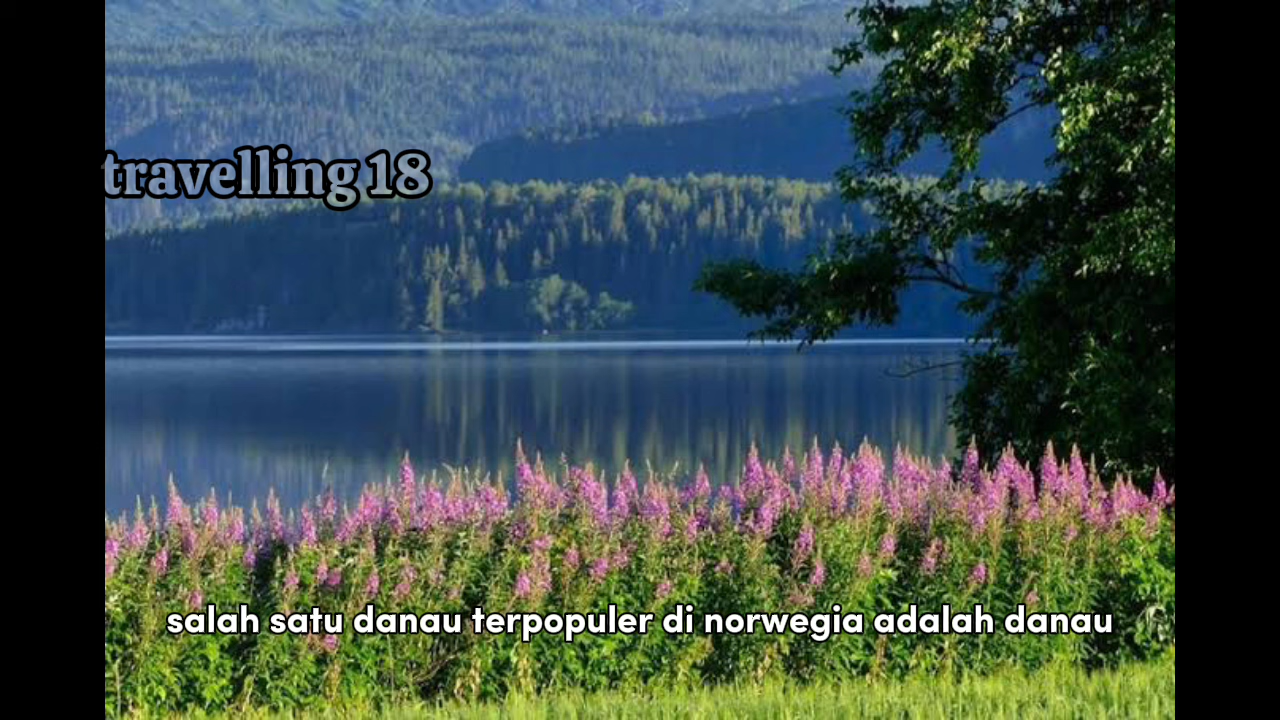 travelling 18
salah satu danau terpopuler di norwegia adalah danau